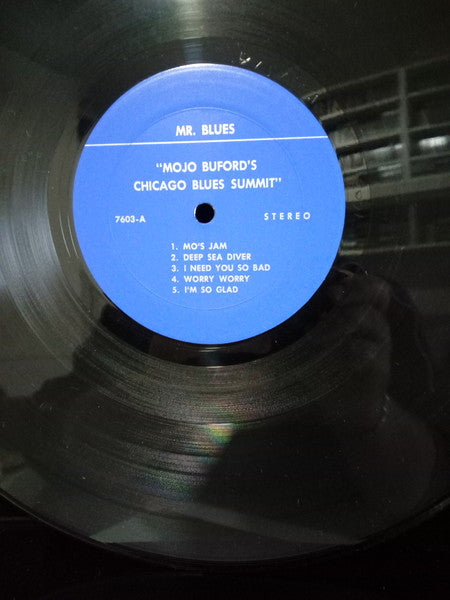 MR. BLUES
"MOJO BUFORD'S
CHICAGO BLUES SUMMIT"
7603-A STEREO
1. MO'S JAM
2. DEEP SEA DIVER
3. I NEED YOU SO BAD
4. WORRY WORRY
5. I'M SO GLAD